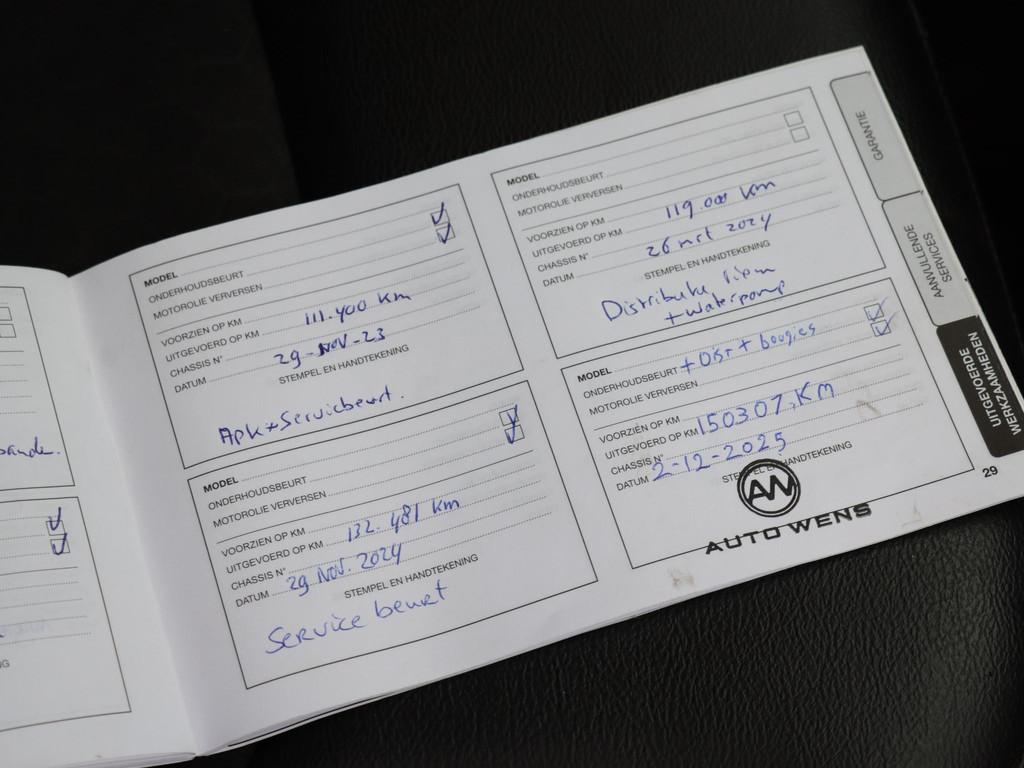 bande.
NG
MODEL
ONDERHOUDSBEURT
MOTOROLIE VERVERSEN
VOORZIEN OP KM
UITGEVOERD OP KM 111.400 Km
CHASSIS N°
DATUM 29-NOV-23
STEMPEL EN HANDTEKENING
Apk+Servicbeurt.
MODEL
ONDERHOUDSBEURT
MOTOROLIE VERVERSEN
VOORZIEN OP KM
UITGEVOERD OP KM 132.481 Km
CHASSIS N°
DATUM 29 NOV. 2024
STEMPEL EN HANDTEKENING
Service beurt
MODEL
ONDERHOUDSBEURT
MOTOROLIE VERVERSEN
VOORZIEN OP KM
UITGEVOERD OP KM 119.000 Km
CHASSIS N°
DATUM 26 mrt 2024
STEMPEL EN HANDTEKENING
Distributie riem
+ waterpomp
MODEL
ONDERHOUDSBEURT + bougies
MOTOROLIE VERVERSEN
VOORZIEN OP KM
UITGEVOERD OP KM 150307,KM
CHASSIS N°
DATUM 2-12-2025
STEMPEL EN HANDTEKENING
AW
AUTO WENS
GARANTIE
AANVULLENDE
SERVICES
UITGEVOERDE
WERKZAAMHEDEN
29